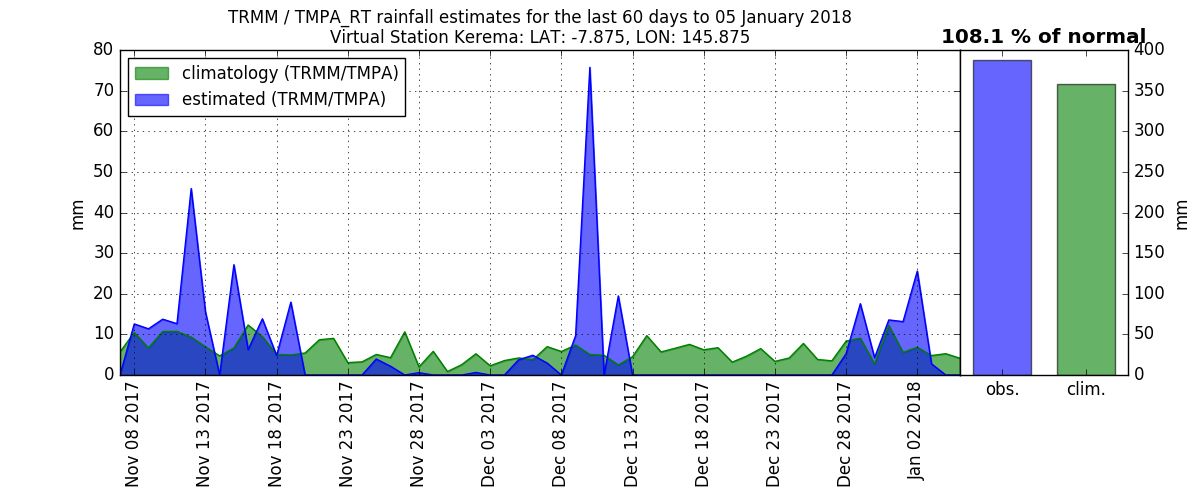 TRMM / TMPA_RT rainfall estimates for the last 60 days to 05 January 2018
Virtual Station Kerema: LAT: -7.875, LON: 145.875
108.1 % of normal
climatology (TRMM/TMPA)
estimated (TRMM/TMPA)
80
70
60
50
40
30
20
10
0
mm
400
350
300
250
200
150
100
50
0
mm
Nov 08 2017
Nov 13 2017
Nov 18 2017
Nov 23 2017
Nov 28 2017
Dec 03 2017
Dec 08 2017
Dec 13 2017
Dec 18 2017
Dec 23 2017
Dec 28 2017
Jan 02 2018
obs.
clim.